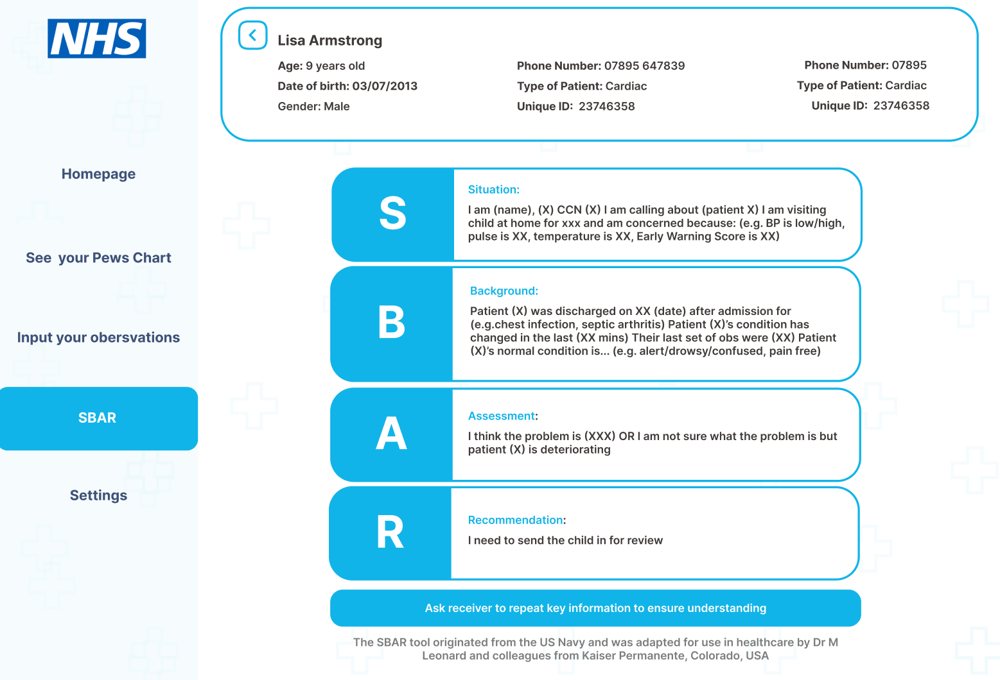 NHS
Lisa Armstrong
Age: 9 years old
Date of birth: 03/07/2013
Gender: Male
Phone Number: 07895 647839
Type of Patient: Cardiac
Unique ID: 23746358
Phone Number: 07895
Type of Patient: Cardiac
Unique ID: 23746358
Homepage
See your Pews Chart
Input your obersvations
SBAR
Settings
S
Situation:
I am (name), (X) CCN (X) I am calling about (patient X) I am visiting
child at home for xxx and am concerned because: (e.g. BP is low/high,
pulse is XX, temperature is XX, Early Warning Score is XX)
B
Background:
Patient (X) was discharged on XX (date) after admission for
(e.g.chest infection, septic arthritis) Patient (X)'s condition has
changed in the last (XX mins) Their last set of obs were (XX) Patient
(X)'s normal condition is... (e.g. alert/drowsy/confused, pain free)
A
Assessment:
I think the problem is (XXX) OR I am not sure what the problem is but
patient (X) is deteriorating
R
Recommendation:
I need to send the child in for review
Ask receiver to repeat key information to ensure understanding
The SBAR tool originated from the US Navy and was adapted for use in healthcare by Dr M
Leonard and colleagues from Kaiser Permanente, Colorado, USA